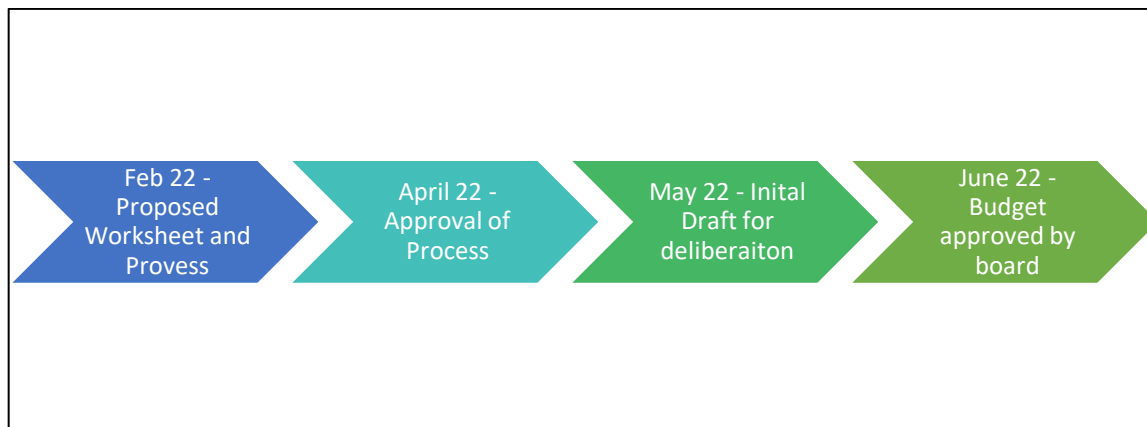 Feb 22 -
Proposed
Worksheet and
Provess
April 22 -
Approval of
Process
May 22 - Inital
Draft for
deliberaiton
June 22 -
Budget
approved by
board